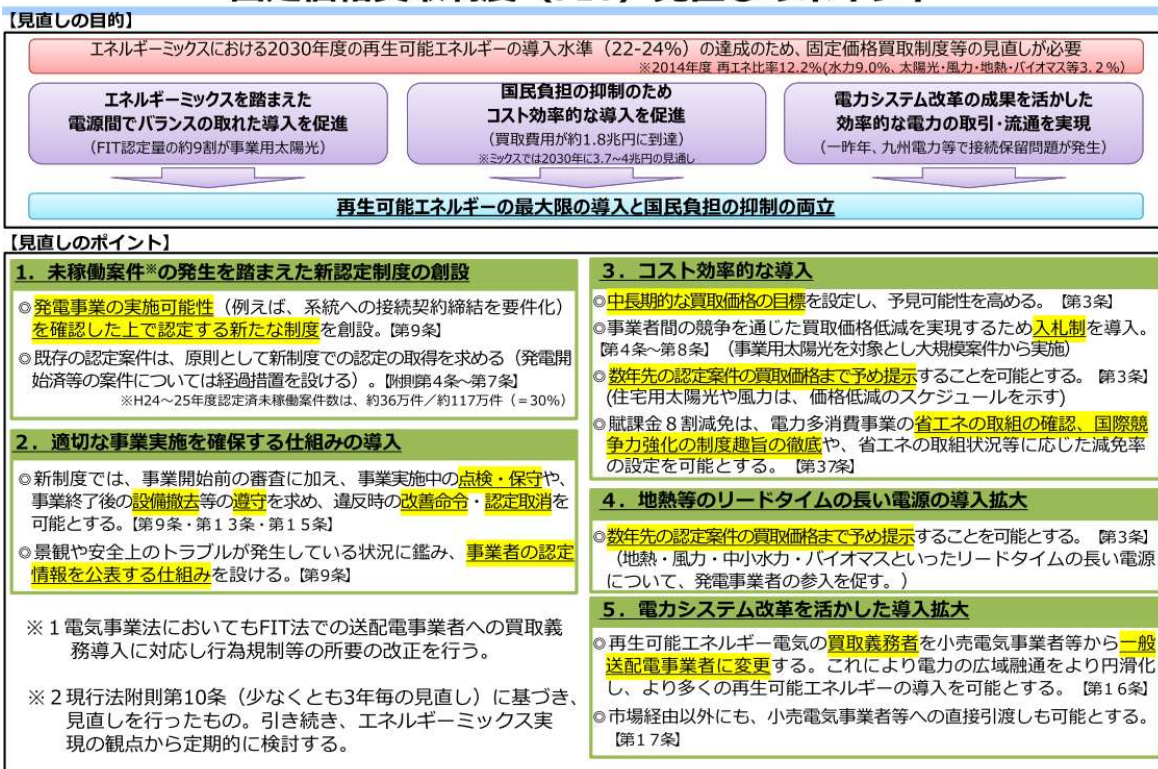 【見直しの目的】
エネルギーミックスにおける2030年度の再生可能エネルギーの導入水準（22-24%）の達成のため、固定価格買取制度等の見直しが必要
※2014年度 再エネ比率12.2%(水力9.0%、太陽光・風力・地熱・バイオマス等3.2%)
エネルギーミックスを踏まえた
電源間でバランスの取れた導入を促進
（FIT認定量の約9割が事業用太陽光）
国民負担の抑制のため
コスト効率的な導入を促進
（買取費用が約1.8兆円に到達）
※ミックスでは2030年に3.7~4兆円の見通し
電力システム改革の成果を活かした
効率的な電力の取引・流通を実現
（一昨年、九州電力等で接続保留問題が発生）
再生可能エネルギーの最大限の導入と国民負担の抑制の両立
【見直しのポイント】
１．未稼働案件※の発生を踏まえた新認定制度の創設
◎発電事業の実施可能性（例えば、系統への接続契約締結を要件化）
を確認した上で認定する新たな制度を創設。【第9条】
◎既存の認定案件は、原則として新制度での認定の取得を求める（発電開
始済等の案件については経過措置を設ける）。【附則第4条～第7条】
※H24～25年度認定済未稼働案件数は、約36万件／約117万件（＝30%）
２．適切な事業実施を確保する仕組みの導入
◎新制度では、事業開始前の審査に加え、事業実施中の点検・保守や、
事業終了後の設備撤去等の遵守を求め、違反時の改善命令・認定取消を
可能とする。【第9条・第１３条・第１５条】
◎景観や安全上のトラブルが発生している状況に鑑み、事業者の認定
情報を公表する仕組みを設ける。【第9条】
※１電気事業法においてもFIT法での送配電事業者への買取義
務導入に対応し行為規制等の所要の改正を行う。
※２現行法附則第10条（少なくとも3年毎の見直し）に基づき、
見直しを行ったもの。引き続き、エネルギーミックス実
現の観点から定期的に検討する。
３．コスト効率的な導入
◎中長期的な買取価格の目標を設定し、予見可能性を高める。【第3条】
◎事業者間の競争を通じた買取価格低減を実現するため入札制を導入。
【第4条～第8条】（事業用太陽光を対象とし大規模案件から実施）
◎数年先の認定案件の買取価格まで予め提示することを可能とする。【第3条】
(住宅用太陽光や風力は、価格低減のスケジュールを示す)
◎賦課金８割減免は、電力多消費事業の省エネの取組の確認、国際競
争力強化の制度趣旨の徹底や、省エネの取組状況等に応じた減免率
の設定を可能とする。【第37条】
４．地熱等のリードタイムの長い電源の導入拡大
◎数年先の認定案件の買取価格まで予め提示することを可能とする。【第3条】
（地熱・風力・中小水力・バイオマスといったリードタイムの長い電源
について、発電事業者の参入を促す。）
５．電力システム改革を活かした導入拡大
◎再生可能エネルギー電気の買取義務者を小売電気事業者等から一般
送配電事業者に変更する。これにより電力の広域融通をより円滑化
し、より多くの再生可能エネルギーの導入を可能とする。【第１６条】
◎市場経由以外にも、小売電気事業者等への直接引渡しも可能とする。
【第１７条】